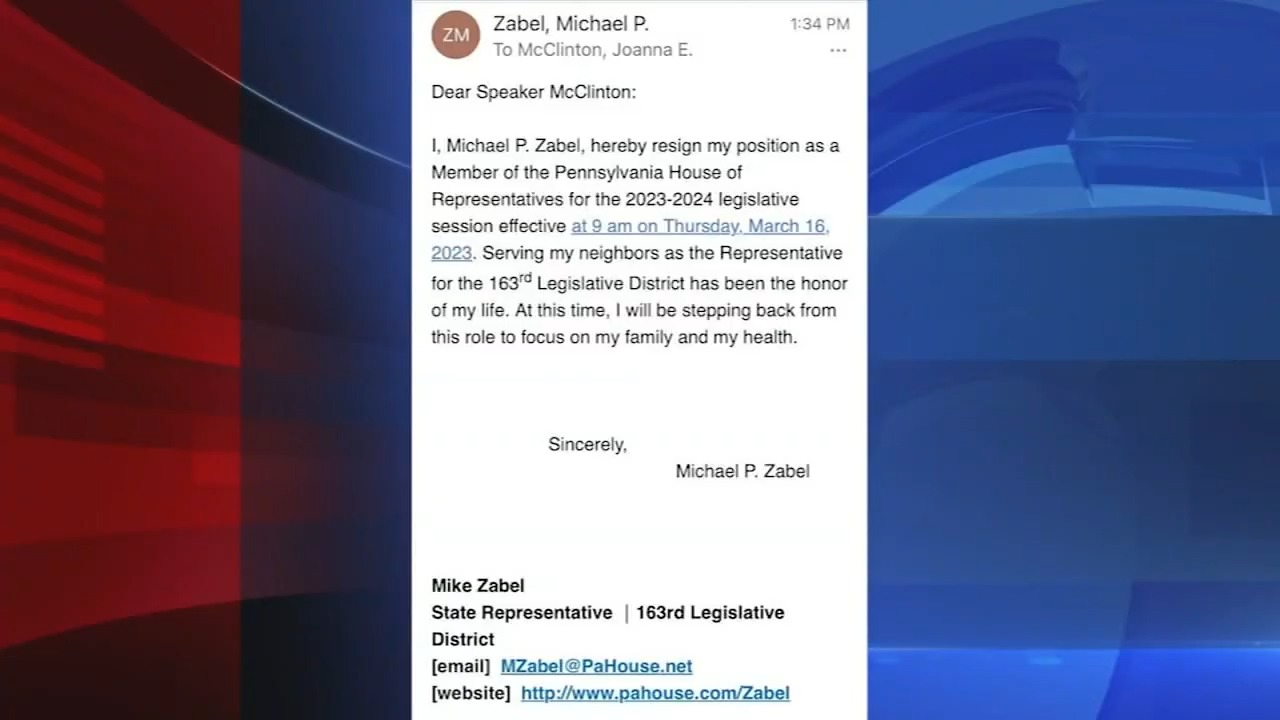 ZM
Zabel, Michael P.
1:34 PM
To McClinton, Joanna E.
...
Dear Speaker McClinton:
I, Michael P. Zabel, hereby resign my position as a
Member of the Pennsylvania House of
Representatives for the 2023-2024 legislative
session effective at 9 am on Thursday, March 16,
2023. Serving my neighbors as the Representative
for the 163rd Legislative District has been the honor
of my life. At this time, I will be stepping back from
this role to focus on my family and my health.
Sincerely,
Michael P. Zabel
Mike Zabel
State Representative | 163rd Legislative
District
[email] MZabel@PaHouse.net
[website] http://www.pahouse.com/Zabel